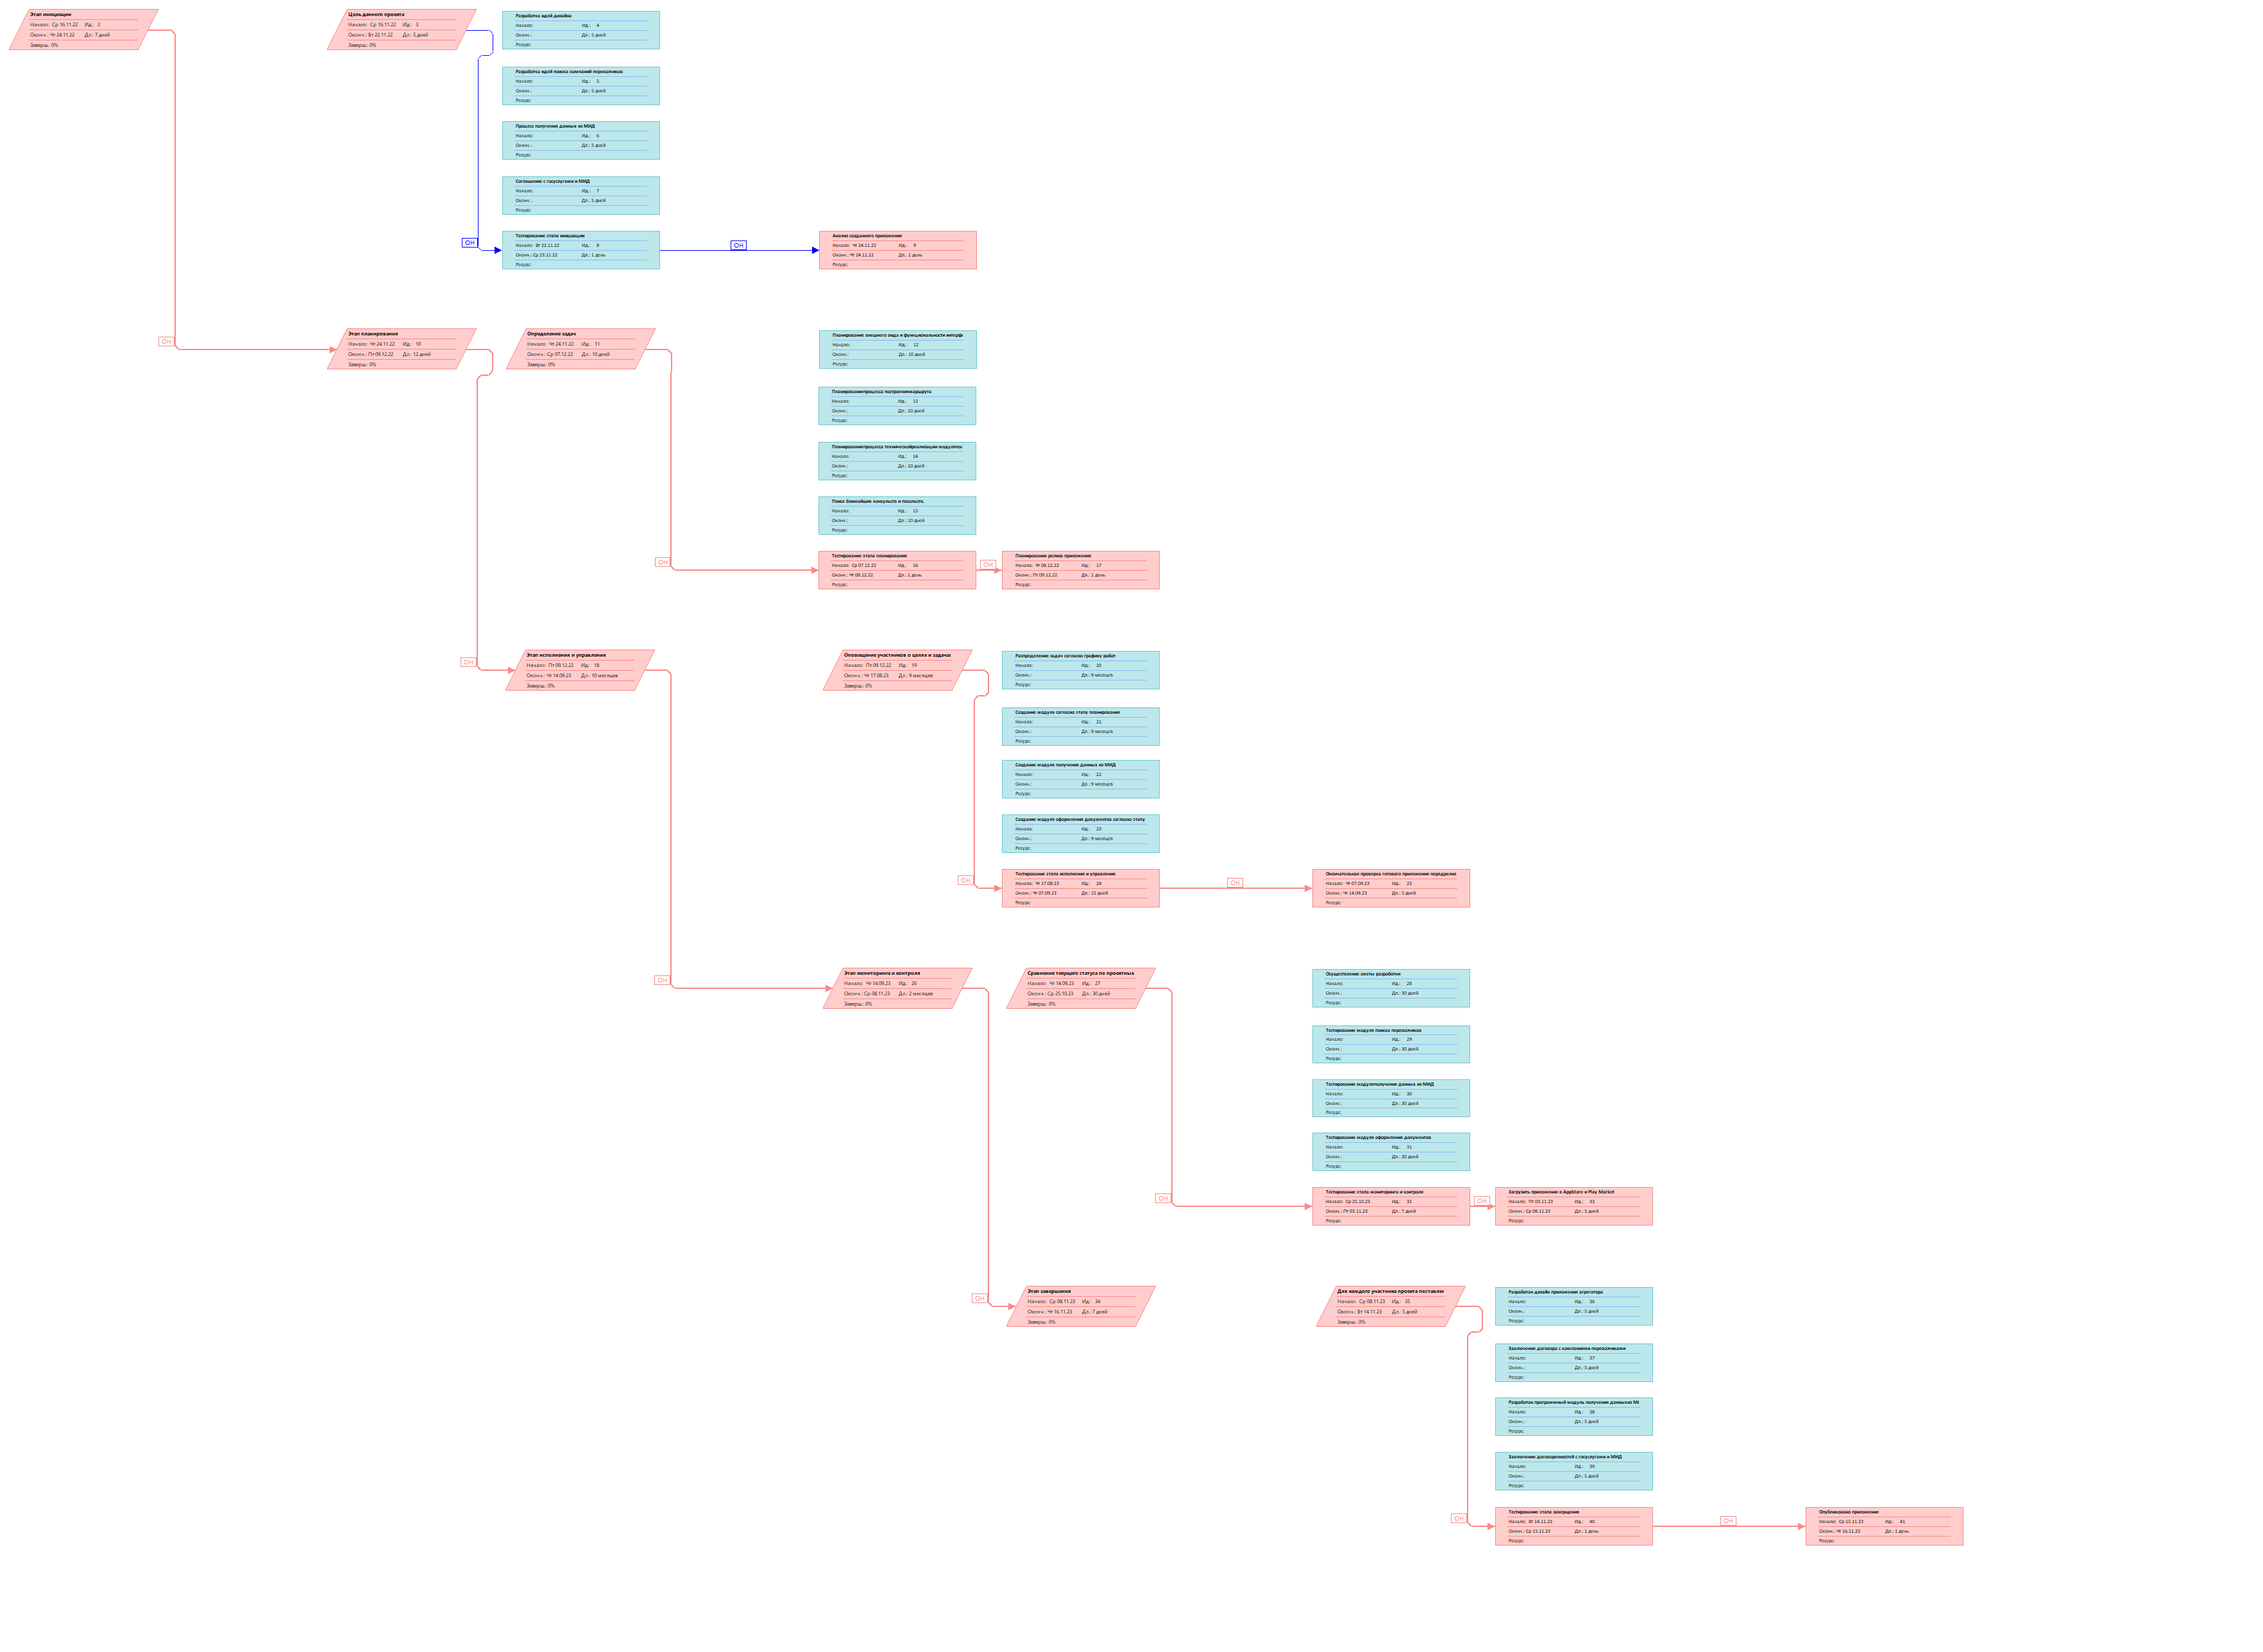 Этап инициации
Начало: Ср 16.11.22 Ид.: 2
Оконч.: Чт 24.11.22 Дл.: 7 дней
Заверш.: 0%
Цель данного проекта
Начало: Ср 16.11.22 Ид.: 3
Оконч.: Вт 22.11.22 Дл.: 5 дней
Заверш.: 0%
Разработка идей дизайна
Начало: Ид.: 4
Оконч.: Дл.: 5 дней
Ресурс:
Разработка идей поиска компаний перевозчиков
Начало: Ид.: 5
Оконч.: Дл.: 5 дней
Ресурс:
Процесс получения данных из МИД
Начало: Ид.: 6
Оконч.: Дл.: 5 дней
Ресурс:
Соглашение с госуслугами и МИД
Начало: Ид.: 7
Оконч.: Дл.: 5 дней
Ресурс:
ОН
Тестирование этапа инициации
Начало: Вт 22.11.22 Ид.: 8
Оконч.: Ср 23.11.22 Дл.: 1 день
Ресурс:
ОН
Анализ созданного приложения
Начало: Чт 24.11.22 Ид.: 9
Оконч.: Чт 24.11.22 Дл.: 1 день
Ресурс:
ОН
Этап планирования
Начало: Чт 24.11.22 Ид.: 10
Оконч.: Пт 09.12.22 Дл.: 12 дней
Заверш.: 0%
Определение задач
Начало: Чт 24.11.22 Ид.: 11
Оконч.: Ср 07.12.22 Дл.: 10 дней
Заверш.: 0%
Планирование внешнего вида и функциональности интерфе
Начало: Ид.: 12
Оконч.: Дл.: 10 дней
Ресурс:
Планированиепроцесса построениямаршрута
Начало: Ид.: 13
Оконч.: Дл.: 10 дней
Ресурс:
Планированиепроцесса техническойреализации модуляпои
Начало: Ид.: 14
Оконч.: Дл.: 10 дней
Ресурс:
Поиск ближайших консульств и посольств.
Начало: Ид.: 15
Оконч.: Дл.: 10 дней
Ресурс:
ОН
Тестирование этапа планирования
Начало: Ср 07.12.22 Ид.: 16
Оконч.: Чт 08.12.22 Дл.: 1 день
Ресурс:
ОН
Планирование релиза приложения
Начало: Чт 08.12.22 Ид.: 17
Оконч.: Пт 09.12.22 Дл.: 1 день
Ресурс:
ОН
Этап исполнения и управления
Начало: Пт 09.12.22 Ид.: 18
Оконч.: Чт 14.09.23 Дл.: 10 месяцев
Заверш.: 0%
Оповещение участников о целях и задачах
Начало: Пт 09.12.22 Ид.: 19
Оконч.: Чт 17.08.23 Дл.: 9 месяцев
Заверш.: 0%
Распределение задач согласно графику работ
Начало: Ид.: 20
Оконч.: Дл.: 9 месяцев
Ресурс:
Создание модуля согласно этапу планирования
Начало: Ид.: 21
Оконч.: Дл.: 9 месяцев
Ресурс:
Создание модуля получения данных из МИД
Начало: Ид.: 22
Оконч.: Дл.: 9 месяцев
Ресурс:
Создание модуля оформления документов согласно этапу
Начало: Ид.: 23
Оконч.: Дл.: 9 месяцев
Ресурс:
ОН
Тестирование этапа исполнения и управления
Начало: Чт 17.08.23 Ид.: 24
Оконч.: Чт 07.09.23 Дл.: 15 дней
Ресурс:
ОН
Окончательная проверка готового приложения передрелиз
Начало: Чт 07.09.23 Ид.: 25
Оконч.: Чт 14.09.23 Дл.: 5 дней
Ресурс:
ОН
Этап мониторинга и контроля
Начало: Чт 14.09.23 Ид.: 26
Оконч.: Ср 08.11.23 Дл.: 2 месяцев
Заверш.: 0%
Сравнение текущего статуса по проектным
Начало: Чт 14.09.23 Ид.: 27
Оконч.: Ср 25.10.23 Дл.: 30 дней
Заверш.: 0%
Осуществление сметы разработки
Начало: Ид.: 28
Оконч.: Дл.: 30 дней
Ресурс:
Тестирование модуля поиска перевозчиков
Начало: Ид.: 29
Оконч.: Дл.: 30 дней
Ресурс:
Тестирование модуляполучения данных из МИД
Начало: Ид.: 30
Оконч.: Дл.: 30 дней
Ресурс:
Тестирование модуля оформления документов
Начало: Ид.: 31
Оконч.: Дл.: 30 дней
Ресурс:
ОН
Тестирование этапа мониторинга и контроля
Начало: Ср 25.10.23 Ид.: 32
Оконч.: Пт 03.11.23 Дл.: 7 дней
Ресурс:
ОН
Загрузить приложение в AppStore и Play Market
Начало: Пт 03.11.23 Ид.: 33
Оконч.: Ср 08.11.23 Дл.: 3 дней
Ресурс:
ОН
Этап завершения
Начало: Ср 08.11.23 Ид.: 34
Оконч.: Чт 16.11.23 Дл.: 7 дней
Заверш.: 0%
Для каждого участника проекта поставлен
Начало: Ср 08.11.23 Ид.: 35
Оконч.: Вт 14.11.23 Дл.: 5 дней
Заверш.: 0%
Разработан дизайн приложения агрегатора
Начало: Ид.: 36
Оконч.: Дл.: 5 дней
Ресурс:
Заключение договора с компаниями перевозчиками
Начало: Ид.: 37
Оконч.: Дл.: 5 дней
Ресурс:
Разработан программный модуль получения данныхиз МИ
Начало: Ид.: 38
Оконч.: Дл.: 5 дней
Ресурс:
Заключение договоренностей с госуслугами и МИД
Начало: Ид.: 39
Оконч.: Дл.: 5 дней
Ресурс:
ОН
Тестирование этапа завершения
Начало: Вт 14.11.23 Ид.: 40
Оконч.: Ср 15.11.23 Дл.: 1 день
Ресурс:
ОН
Опубликовано приложение
Начало: Ср 15.11.23 Ид.: 41
Оконч.: Чт 16.11.23 Дл.: 1 день
Ресурс: